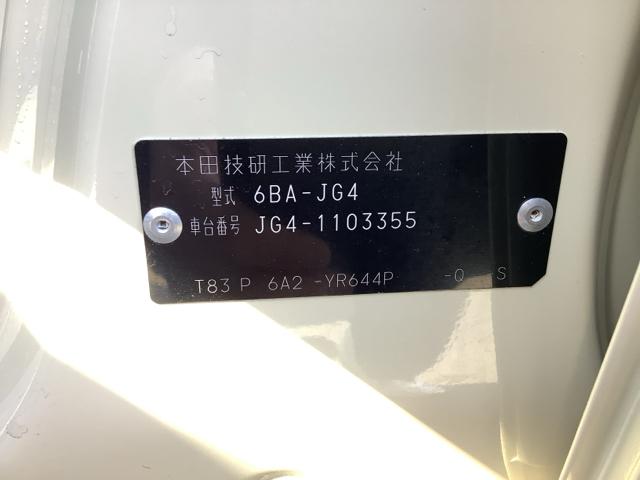 本田技研工業株式会社
型式 6BA-JG4
車台番号 JG4-1103355
T83 P 6A2 -YR644P -Q S